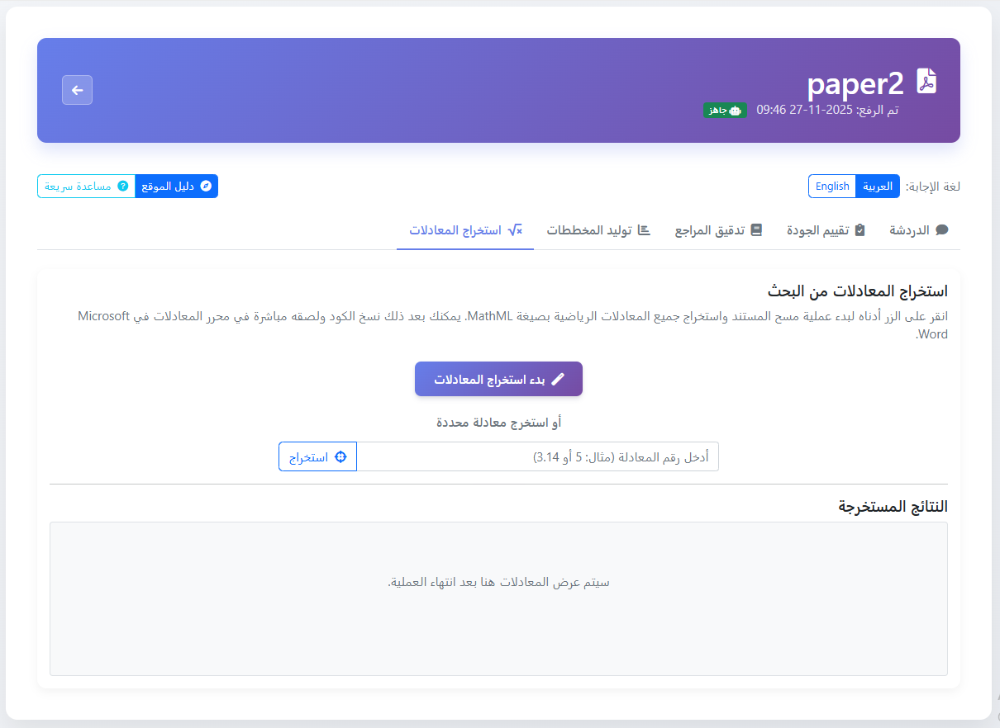 paper2
تم الرفع: 2025-11-27 09:46 جاهز
لغة الإجابة: العربية English
دليل الموقع مساعدة سريعة
الدردشة تقييم الجودة تدقيق المراجع توليد المخططات استخراج المعادلات
استخراج المعادلات من البحث
انقر على الزر أدناه لبدء عملية مسح المستند واستخراج جميع المعادلات الرياضية بصيغة MathML. يمكنك بعد ذلك نسخ الكود ولصقه مباشرة في محرر المعادلات في Microsoft
Word.
بدء استخراج المعادلات
أو استخرج معادلة محددة
أدخل رقم المعادلة (مثال: 5 أو 3.14) استخراج
النتائج المستخرجة
سيتم عرض المعادلات هنا بعد انتهاء العملية.